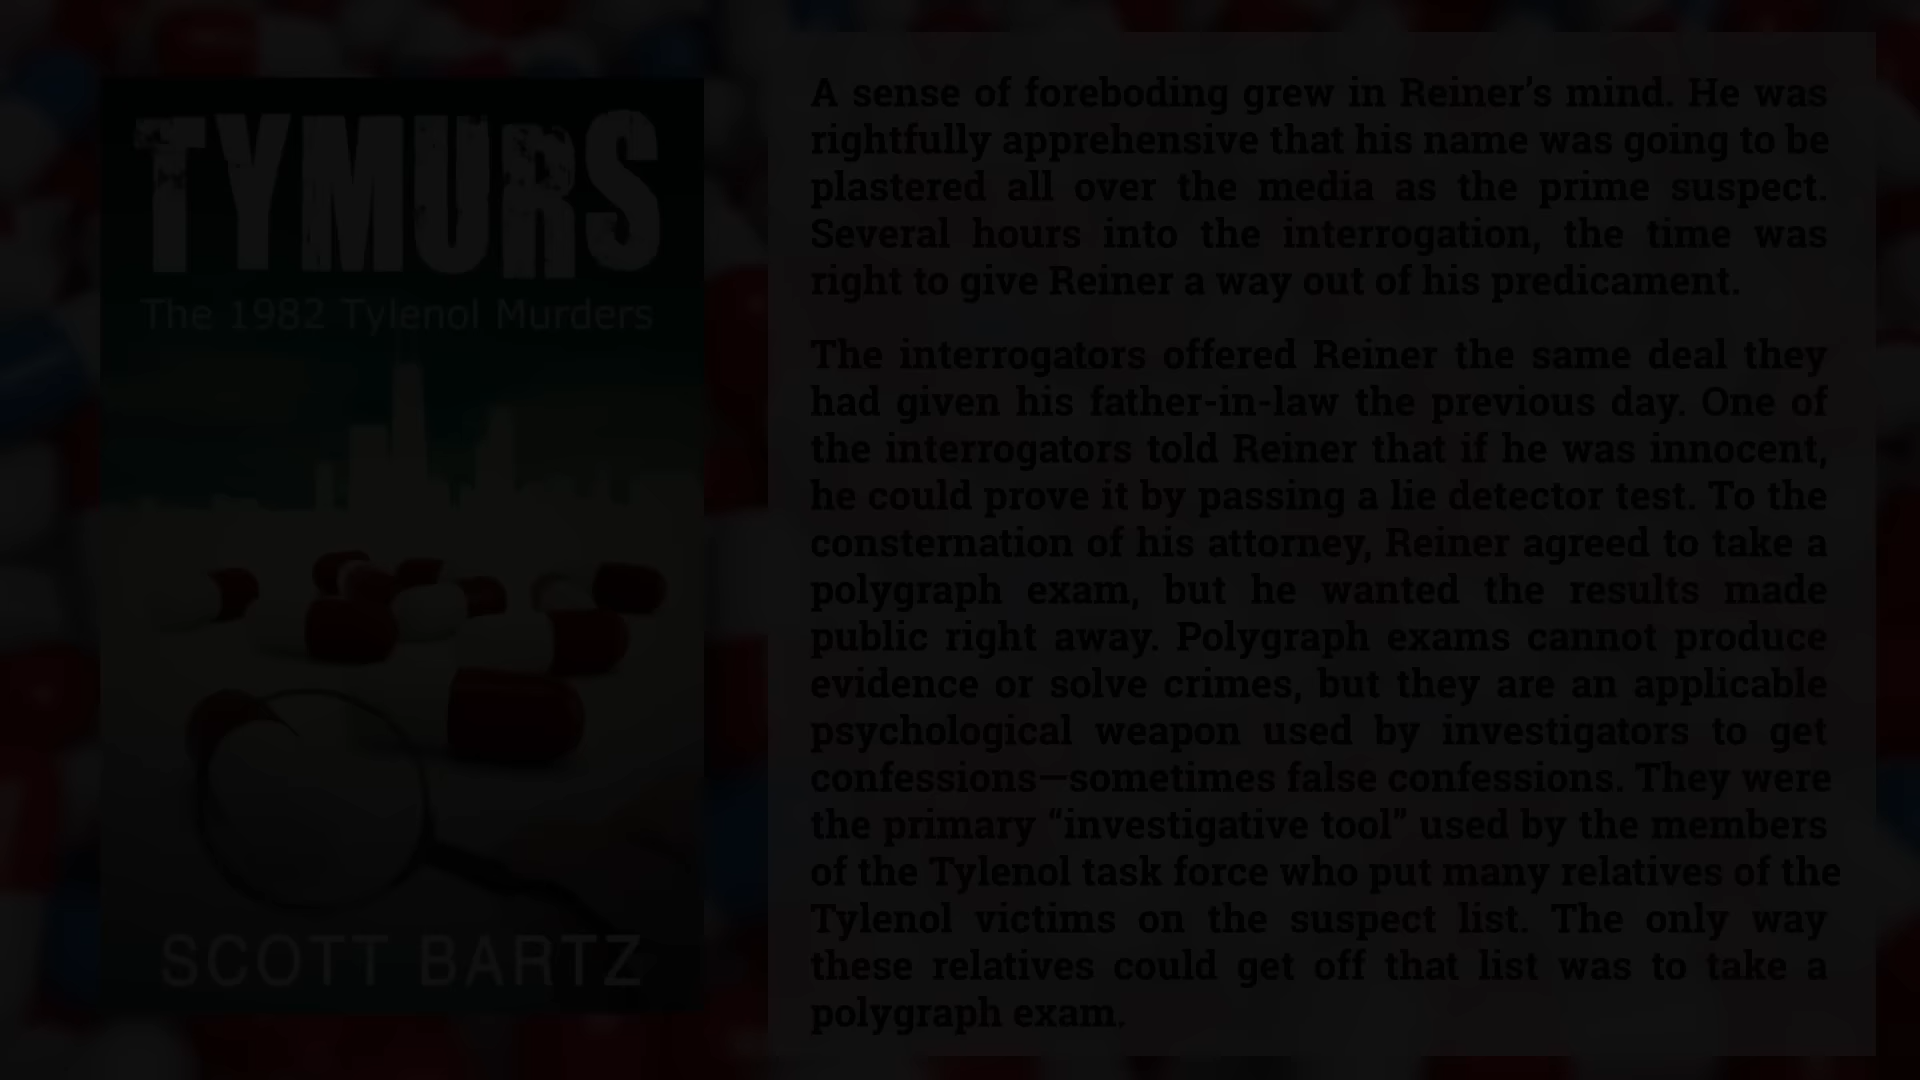 TYMURS
The 1982 Tylenol Murders
SCOTT BARTZ
A sense of foreboding grew in Reiner’s mind. He was
rightfully apprehensive that his name was going to be
plastered all over the media as the prime suspect.
Several hours into the interrogation, the time was
right to give Reiner a way out of his predicament.
The interrogators offered Reiner the same deal they
had given his father-in-law the previous day. One of
the interrogators told Reiner that if he was innocent,
he could prove it by passing a lie detector test. To the
consternation of his attorney, Reiner agreed to take a
polygraph exam, but he wanted the results made
public right away. Polygraph exams cannot produce
evidence or solve crimes, but they are an applicable
psychological weapon used by investigators to get
confessions—sometimes false confessions. They were
the primary “investigative tool” used by the members
of the Tylenol task force who put many relatives of the
Tylenol victims on the suspect list. The only way
these relatives could get off that list was to take a
polygraph exam.